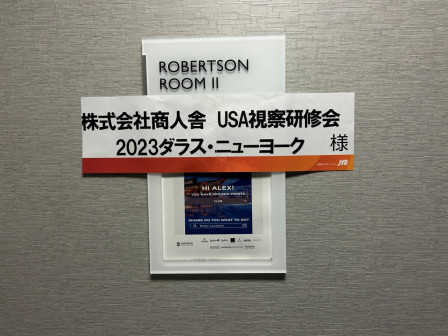 ROBERTSON
ROOM II
株式会社商人舎 USA視察研修会
2023ダラス・ニューヨーク 様
JTB
HI ALEX!
WHERE DO YOU WANT TO GO?